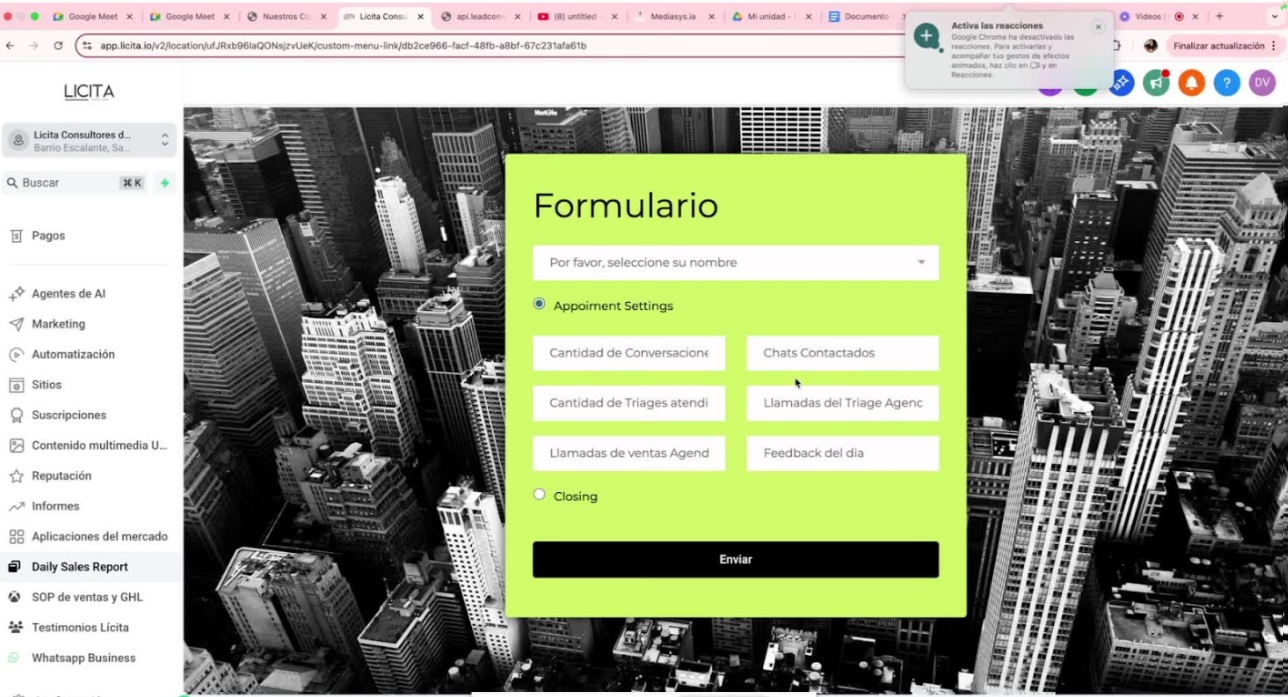 Google Meet
Google Meet
Nuestros Co
Licita Consu
api.leadcon
(8) untitled
Mediasys.ia
Mi unidad -
Documento
Videos
Activa las reacciones
Google Chrome ha desactivado las
reacciones. Para activarlas y
acompañar tus gestos de efectos
animados, haz clic en y en
Reacciones.
app.licita.io/v2/location/ufJRxb96IaQONsjzvUeK/custom-menu-link/db2ce966-facf-48fb-a8bf-67c231afa61b
Finalizar actualización
LICITA
DV
Licita Consultores d...
Barrio Escalante, Sa...
Buscar ⌘ K
Pagos
Agentes de AI
Marketing
Automatización
Sitios
Suscripciones
Contenido multimedia U...
Reputación
Informes
Aplicaciones del mercado
Daily Sales Report
SOP de ventas y GHL
Testimonios Lícita
Whatsapp Business
MetLife
Formulario
Por favor, seleccione su nombre
Appoiment Settings
Cantidad de Conversacione
Chats Contactados
Cantidad de Triages atendi
Llamadas del Triage Agenc
Llamadas de ventas Agend
Feedback del dia
Closing
Enviar